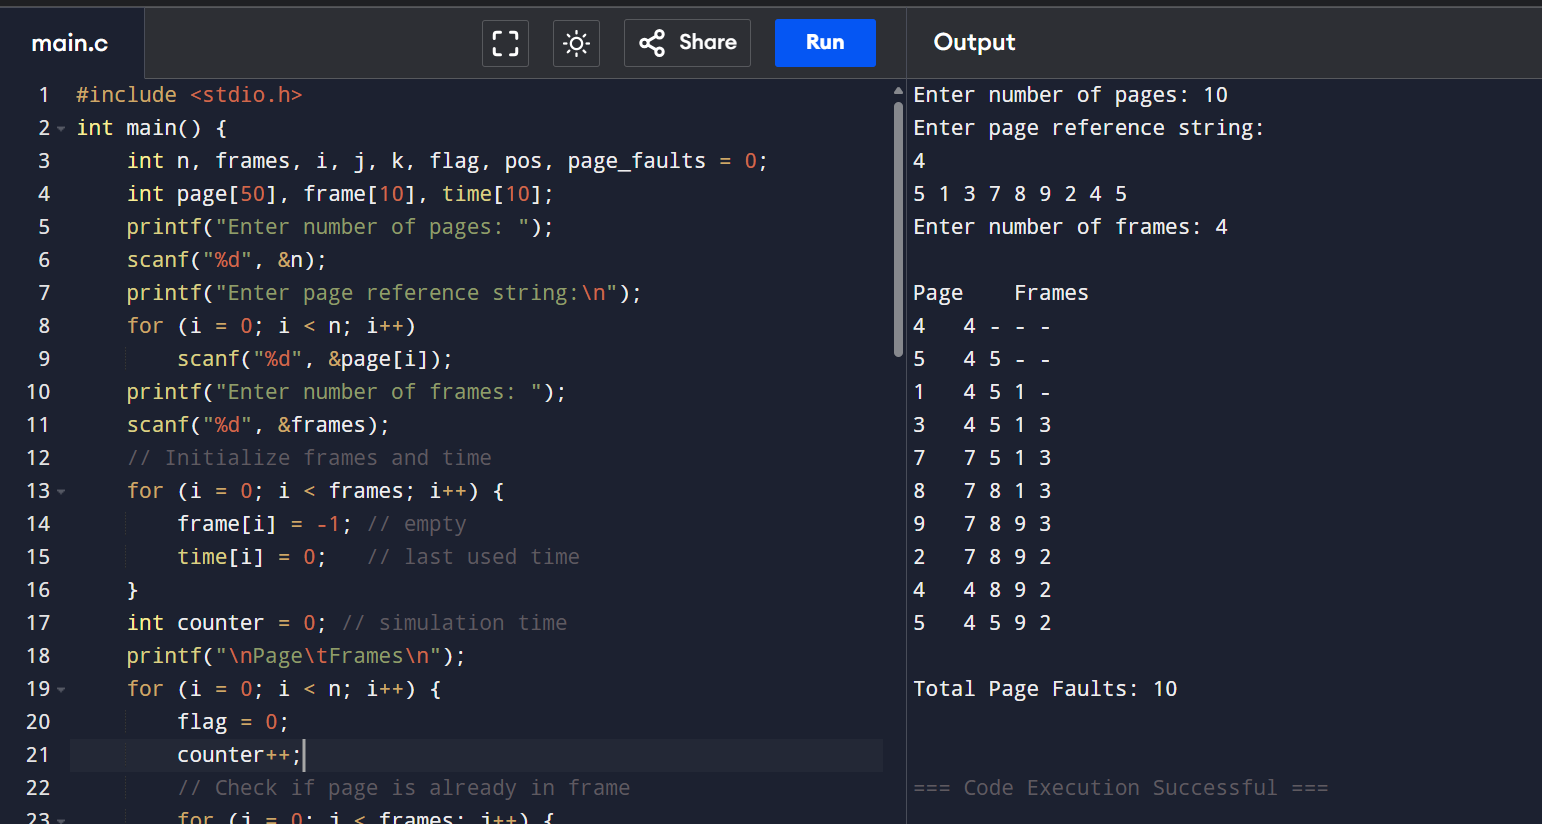 main.c
Share
Run
Output
1 #include <stdio.h>
2 int main() {
3     int n, frames, i, j, k, flag, pos, page_faults = 0;
4     int page[50], frame[10], time[10];
5     printf("Enter number of pages: ");
6     scanf("%d", &n);
7     printf("Enter page reference string:\n");
8     for (i = 0; i < n; i++)
9         scanf("%d", &page[i]);
10     printf("Enter number of frames: ");
11     scanf("%d", &frames);
12     // Initialize frames and time
13     for (i = 0; i < frames; i++) {
14         frame[i] = -1; // empty
15         time[i] = 0;   // last used time
16     }
17     int counter = 0; // simulation time
18     printf("\nPage\tFrames\n");
19     for (i = 0; i < n; i++) {
20         flag = 0;
21         counter++;
22         // Check if page is already in frame
23         for (j = 0; j < frames; j++) {
Enter number of pages: 10
Enter page reference string:
4
5 1 3 7 8 9 2 4 5
Enter number of frames: 4
Page    Frames
4   4 - - -
5   4 5 - -
1   4 5 1 -
3   4 5 1 3
7   7 5 1 3
8   7 8 1 3
9   7 8 9 3
2   7 8 9 2
4   4 8 9 2
5   4 5 9 2
Total Page Faults: 10
=== Code Execution Successful ===